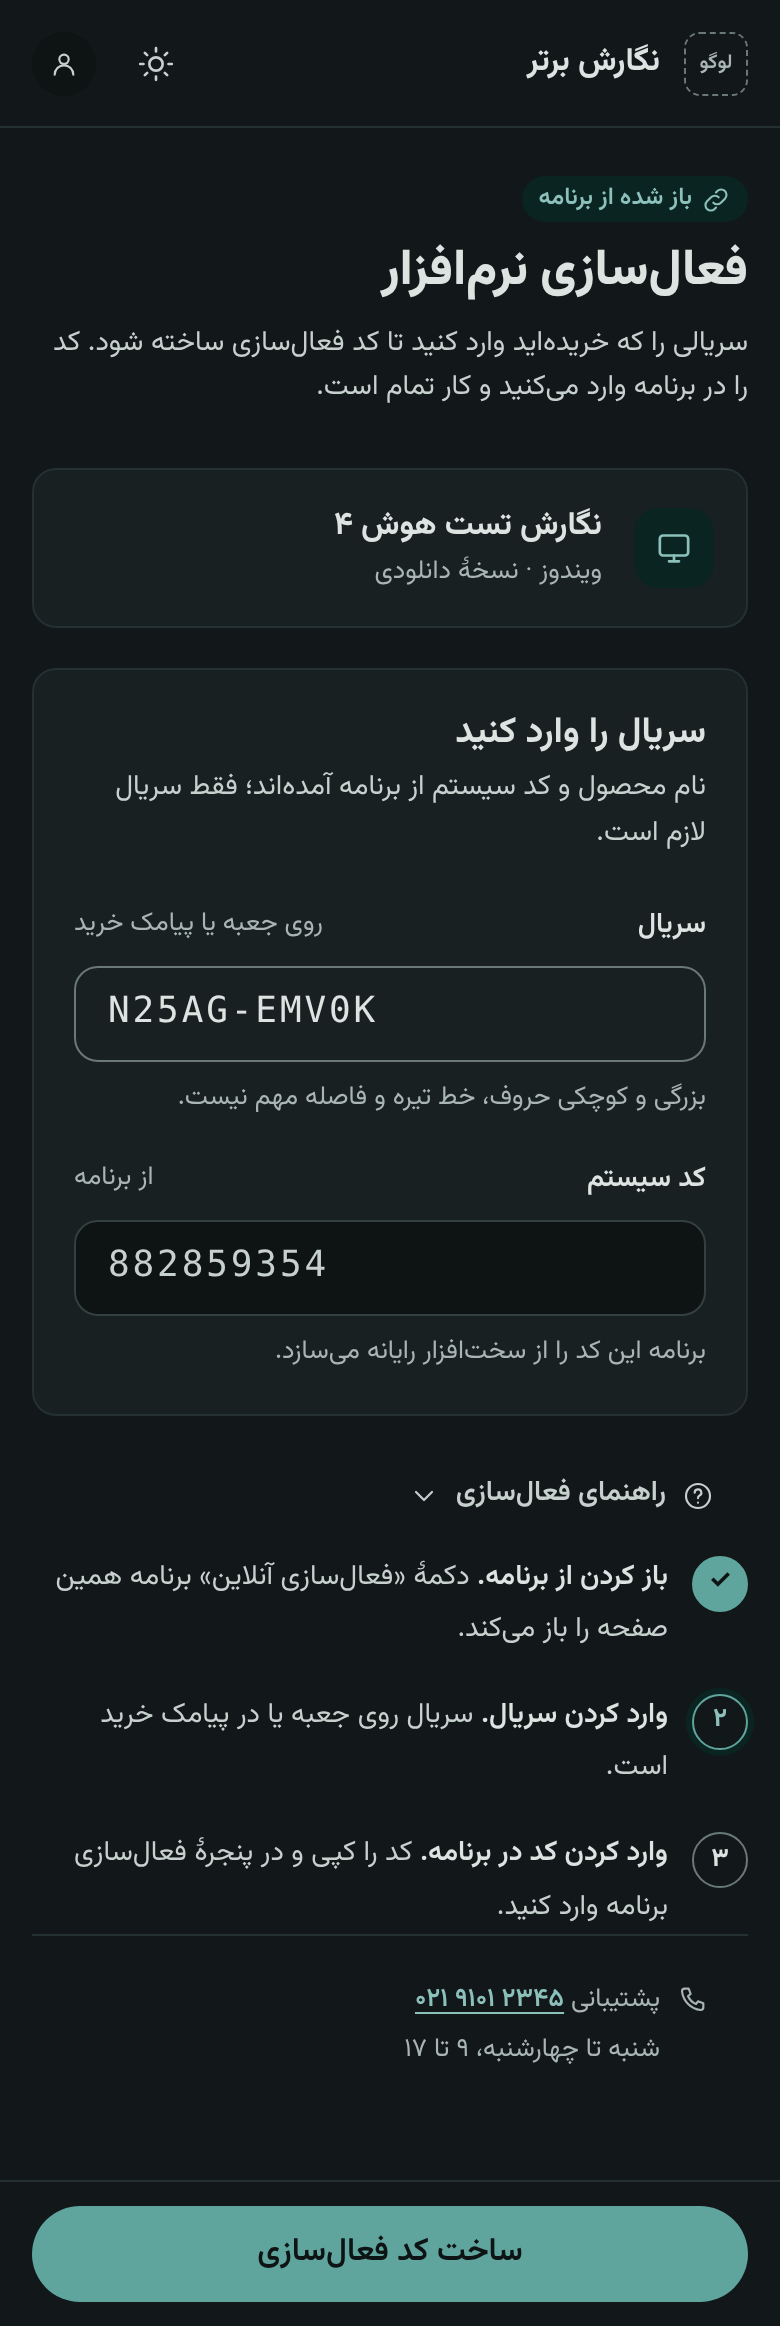 لوگو
نگارش برتر
باز شده از برنامه
فعال‌سازی نرم‌افزار
سریالی را که خریده‌اید وارد کنید تا کد فعال‌سازی ساخته شود. کد
را در برنامه وارد می‌کنید و کار تمام است.
نگارش تست هوش ۴
ویندوز · نسخهٔ دانلودی
سریال را وارد کنید
نام محصول و کد سیستم از برنامه آمده‌اند؛ فقط سریال
لازم است.
سریال
روی جعبه یا پیامک خرید
N25AG-EMV0K
بزرگی و کوچکی حروف، خط تیره و فاصله مهم نیست.
کد سیستم
از برنامه
882859354
برنامه این کد را از سخت‌افزار رایانه می‌سازد.
راهنمای فعال‌سازی
باز کردن از برنامه. دکمهٔ «فعال‌سازی آنلاین» برنامه همین
صفحه را باز می‌کند.
۲
وارد کردن سریال. سریال روی جعبه یا در پیامک خرید
است.
۳
وارد کردن کد در برنامه. کد را کپی و در پنجرهٔ فعال‌سازی
برنامه وارد کنید.
پشتیبانی ۰۲۱ ۹۱۰۱ ۲۳۴۵
شنبه تا چهارشنبه، ۹ تا ۱۷
ساخت کد فعال‌سازی